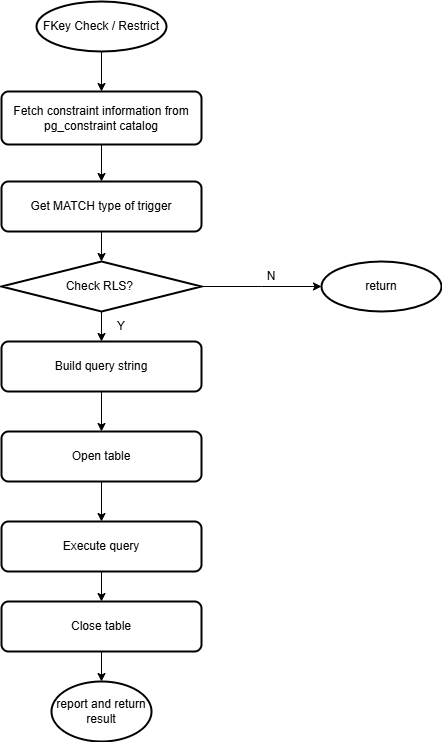 FKey Check / Restrict
Fetch constraint information from
pg_constraint catalog
Get MATCH type of trigger
Check RLS?
N
return
Y
Build query string
Open table
Execute query
Close table
report and return
result